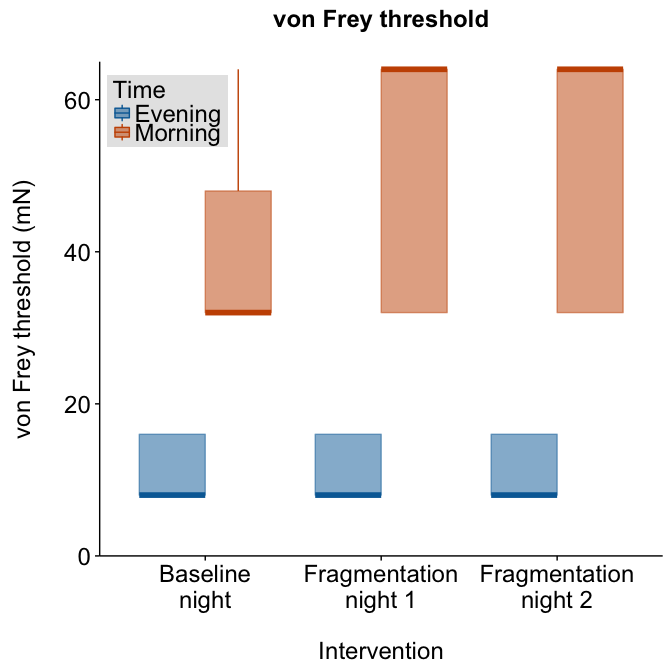 von Frey threshold
von Frey threshold (mN)
60
40
20
0
Time
Evening
Morning
Baseline
night
Fragmentation
night 1
Fragmentation
night 2
Intervention